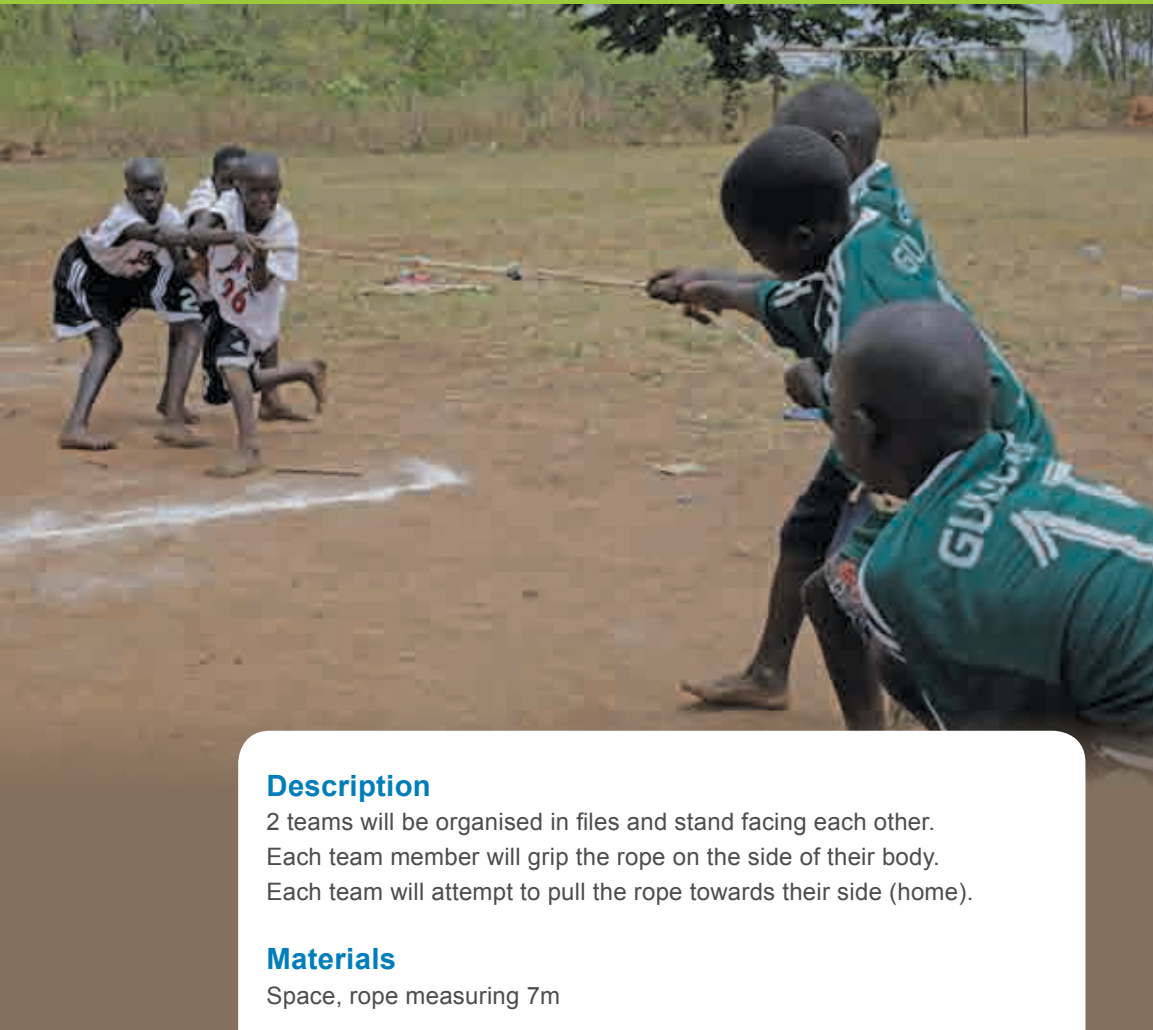 26
2
Description
2 teams will be organised in files and stand facing each other.
Each team member will grip the rope on the side of their body.
Each team will attempt to pull the rope towards their side (home).
Materials
Space, rope measuring 7m